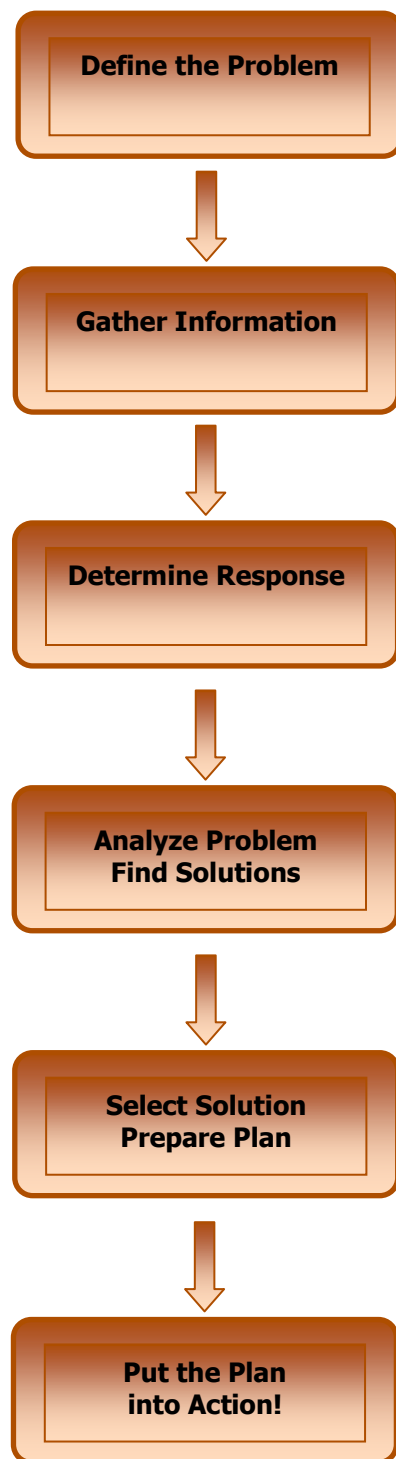 Define the Problem
Gather Information
Determine Response
Analyze Problem
Find Solutions
Select Solution
Prepare Plan
Put the Plan
into Action!